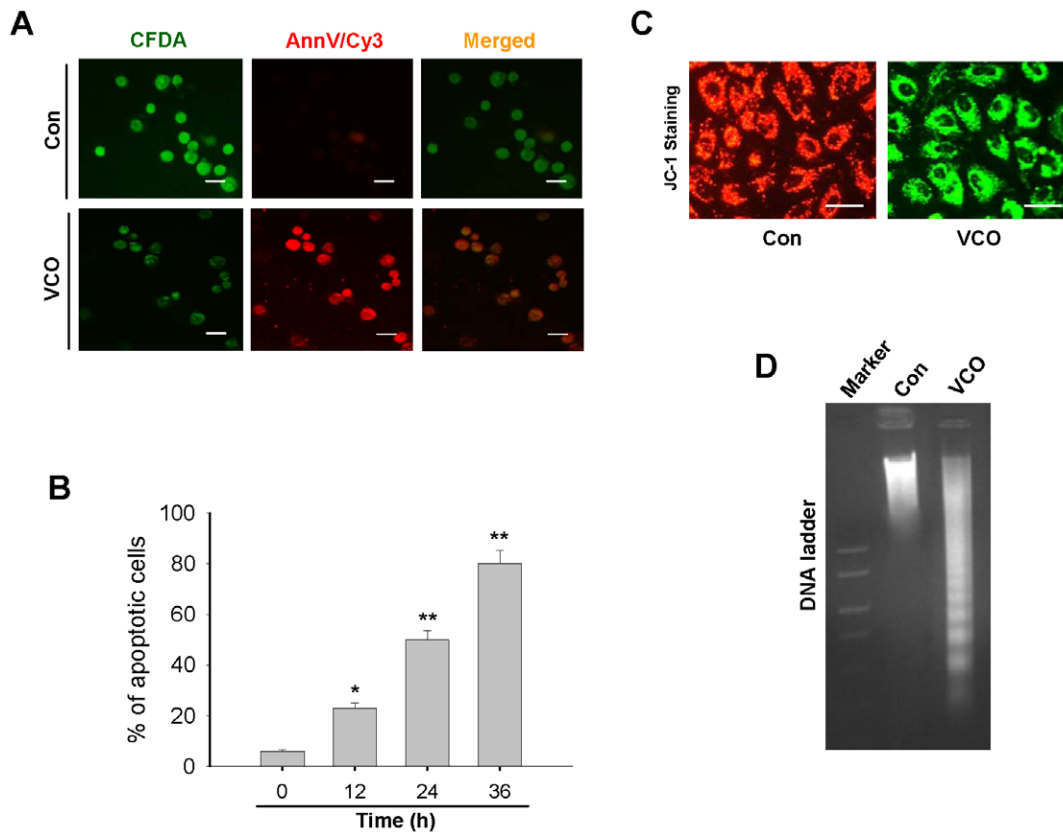 A
CFDA AnnV/Cy3 Merged
Con
VCO
C
JC-1 Staining
Con VCO
B
% of apoptotic cells
100
80
60
40
20
0
*
**
**
0 12 24 36
Time (h)
D
Marker Con VCO
DNA ladder